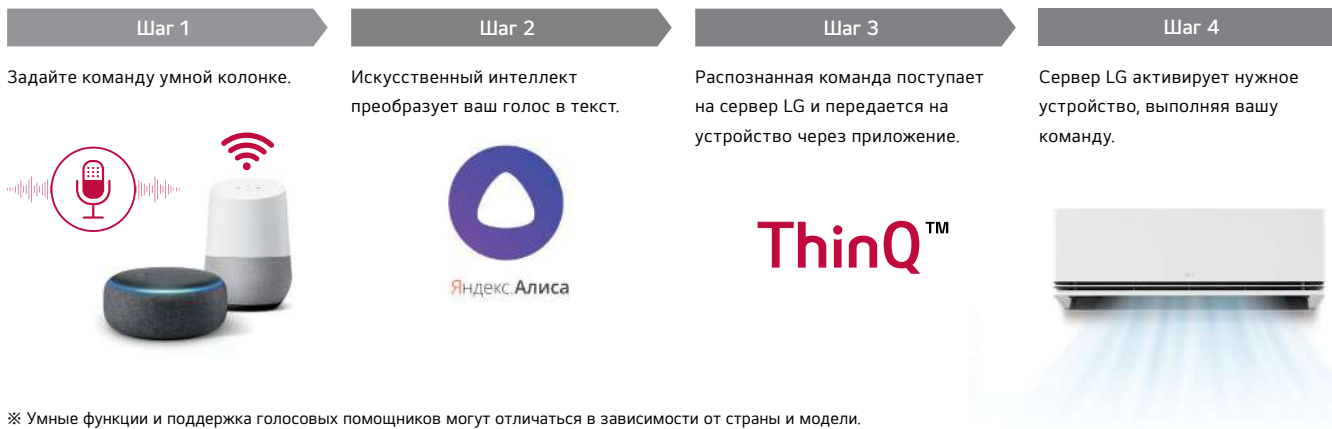 Шаг 1
Задайте команду умной колонке.
Шаг 2
Искусственный интеллект
преобразует ваш голос в текст.
Яндекс.Алиса
Шаг 3
Распознанная команда поступает
на сервер LG и передается на
устройство через приложение.
ThinQ™
Шаг 4
Сервер LG активирует нужное
устройство, выполняя вашу
команду.
※ Умные функции и поддержка голосовых помощников могут отличаться в зависимости от страны и модели.